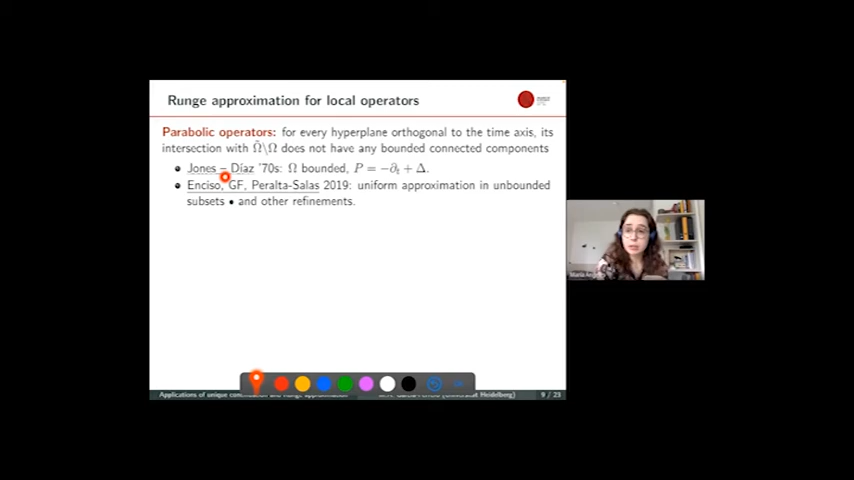 Runge approximation for local operators
Parabolic operators: for every hyperplane orthogonal to the time axis, its
intersection with Ω̃\Ω does not have any bounded connected components
• Jones – Díaz '70s: Ω bounded, P = −∂ₜ + Δ.
• Enciso, GF, Peralta-Salas 2019: uniform approximation in unbounded
subsets • and other refinements.
Applications of unique and Runge approximation
9 / 23